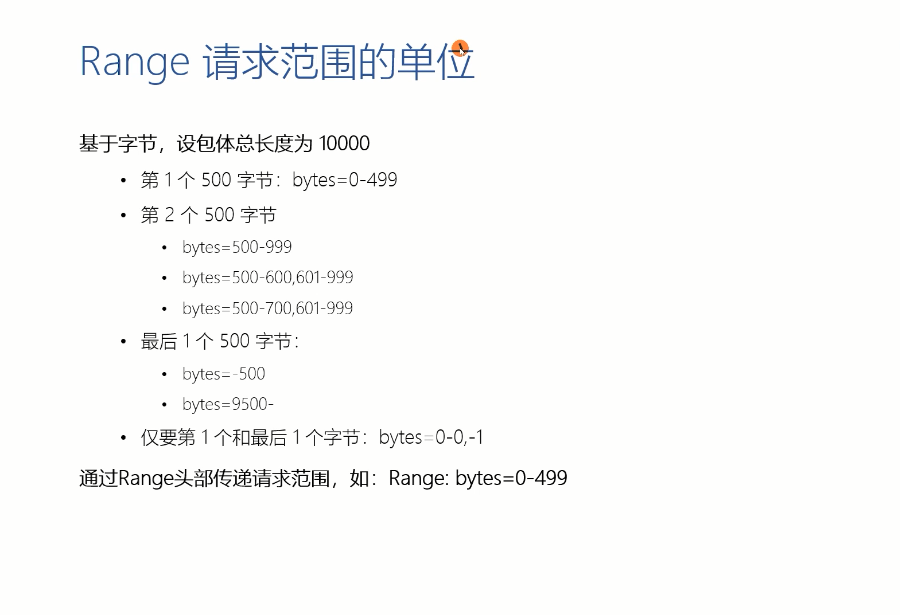 Range 请求范围的单位
基于字节，设包体总长度为 10000
• 第 1 个 500 字节：bytes=0-499
• 第 2 个 500 字节
• bytes=500-999
• bytes=500-600,601-999
• bytes=500-700,601-999
• 最后 1 个 500 字节：
• bytes=-500
• bytes=9500-
• 仅要第 1 个和最后 1 个字节：bytes=0-0,-1
通过Range头部传递请求范围，如：Range: bytes=0-499